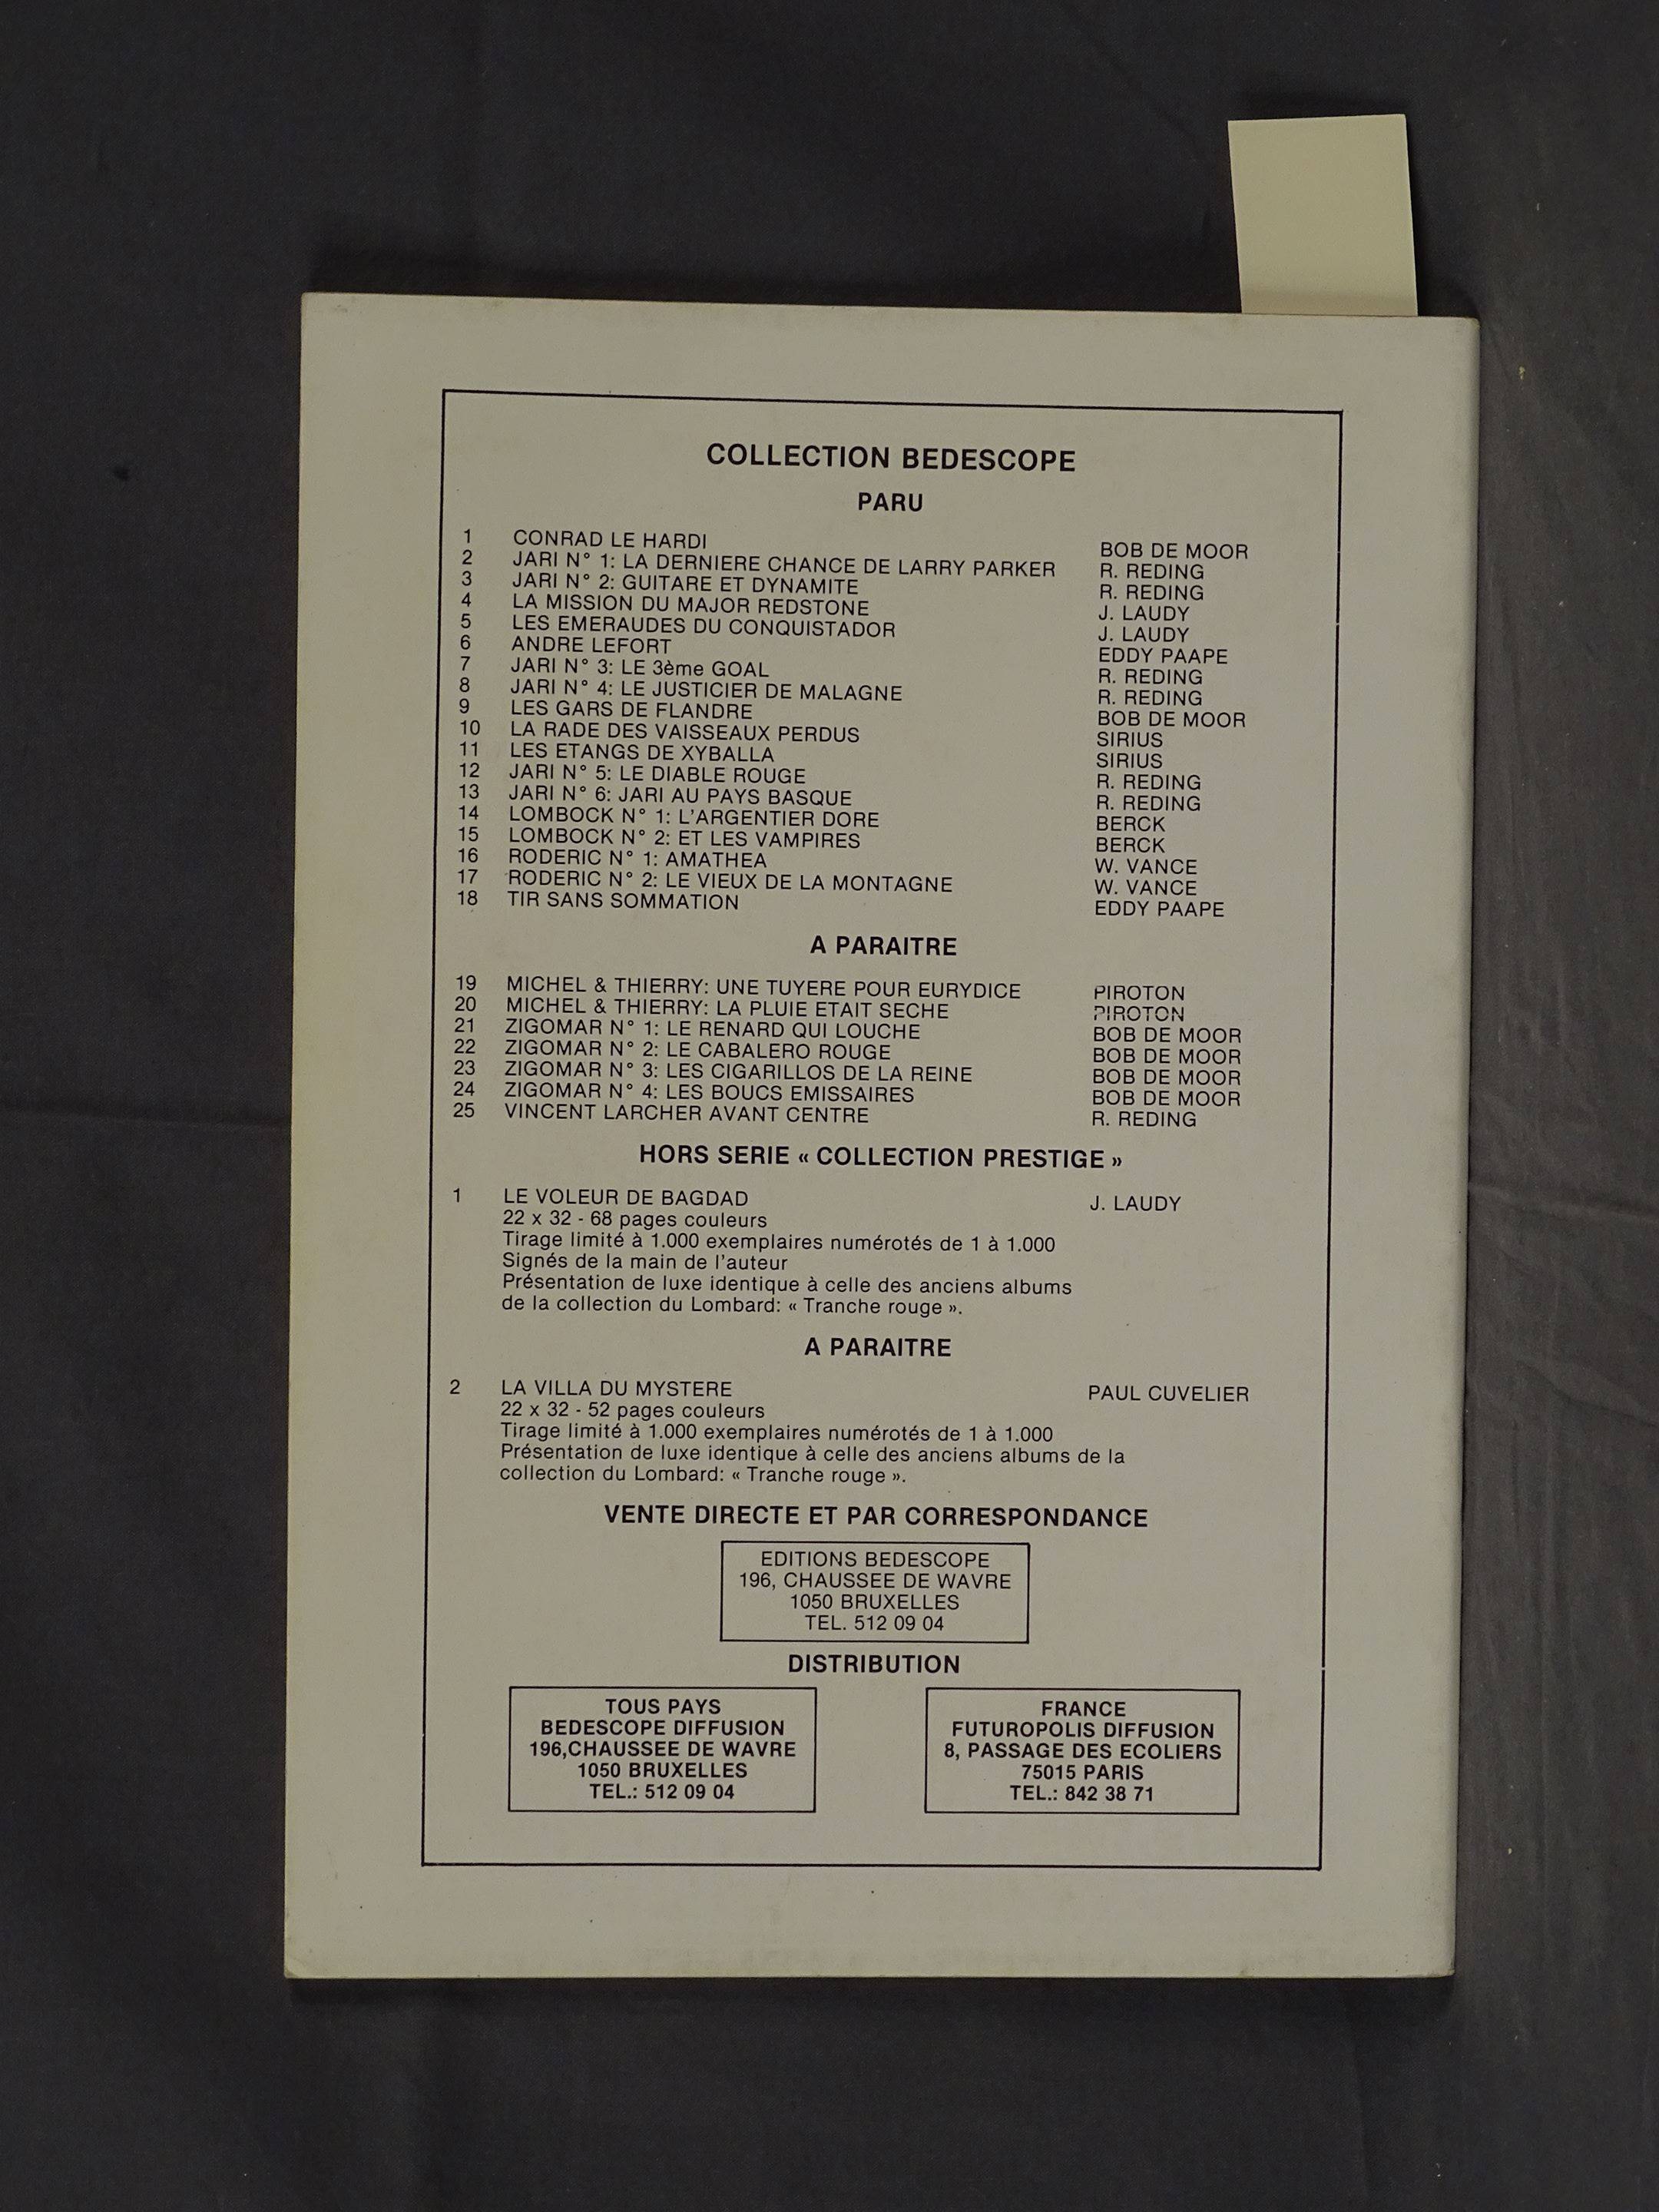 COLLECTION BEDESCOPE
PARU
1 CONRAD LE HARDI BOB DE MOOR
2 JARI N° 1: LA DERNIERE CHANCE DE LARRY PARKER R. REDING
3 JARI N° 2: GUITARE ET DYNAMITE R. REDING
4 LA MISSION DU MAJOR REDSTONE J. LAUDY
5 LES EMERAUDES DU CONQUISTADOR J. LAUDY
6 ANDRE LEFORT EDDY PAAPE
7 JARI N° 3: LE 3ème GOAL R. REDING
8 JARI N° 4: LE JUSTICIER DE MALAGNE R. REDING
9 LES GARS DE FLANDRE BOB DE MOOR
10 LA RADE DES VAISSEAUX PERDUS SIRIUS
11 LES ETANGS DE XYBALLA SIRIUS
12 JARI N° 5: LE DIABLE ROUGE R. REDING
13 JARI N° 6: JARI AU PAYS BASQUE R. REDING
14 LOMBOCK N° 1: L'ARGENTIER DORE BERCK
15 LOMBOCK N° 2: ET LES VAMPIRES BERCK
16 RODERIC N° 1: AMATHEA W. VANCE
17 RODERIC N° 2: LE VIEUX DE LA MONTAGNE W. VANCE
18 TIR SANS SOMMATION EDDY PAAPE
A PARAITRE
19 MICHEL & THIERRY: UNE TUYERE POUR EURYDICE PIROTON
20 MICHEL & THIERRY: LA PLUIE ETAIT SECHE PIROTON
21 ZIGOMAR N° 1: LE RENARD QUI LOUCHE BOB DE MOOR
22 ZIGOMAR N° 2: LE CABALERO ROUGE BOB DE MOOR
23 ZIGOMAR N° 3: LES CIGARILLOS DE LA REINE BOB DE MOOR
24 ZIGOMAR N° 4: LES BOUCS EMISSAIRES BOB DE MOOR
25 VINCENT LARCHER AVANT CENTRE R. REDING
HORS SERIE « COLLECTION PRESTIGE »
1 LE VOLEUR DE BAGDAD J. LAUDY
22 x 32 - 68 pages couleurs
Tirage limité à 1.000 exemplaires numérotés de 1 à 1.000
Signés de la main de l'auteur
Présentation de luxe identique à celle des anciens albums
de la collection du Lombard: « Tranche rouge ».
A PARAITRE
2 LA VILLA DU MYSTERE PAUL CUVELIER
22 x 32 - 52 pages couleurs
Tirage limité à 1.000 exemplaires numérotés de 1 à 1.000
Présentation de luxe identique à celle des anciens albums de la
collection du Lombard: « Tranche rouge ».
VENTE DIRECTE ET PAR CORRESPONDANCE
EDITIONS BEDESCOPE
196, CHAUSSEE DE WAVRE
1050 BRUXELLES
TEL. 512 09 04
DISTRIBUTION
TOUS PAYS
BEDESCOPE DIFFUSION
196,CHAUSSEE DE WAVRE
1050 BRUXELLES
TEL.: 512 09 04
FRANCE
FUTUROPOLIS DIFFUSION
8, PASSAGE DES ECOLIERS
75015 PARIS
TEL.: 842 38 71